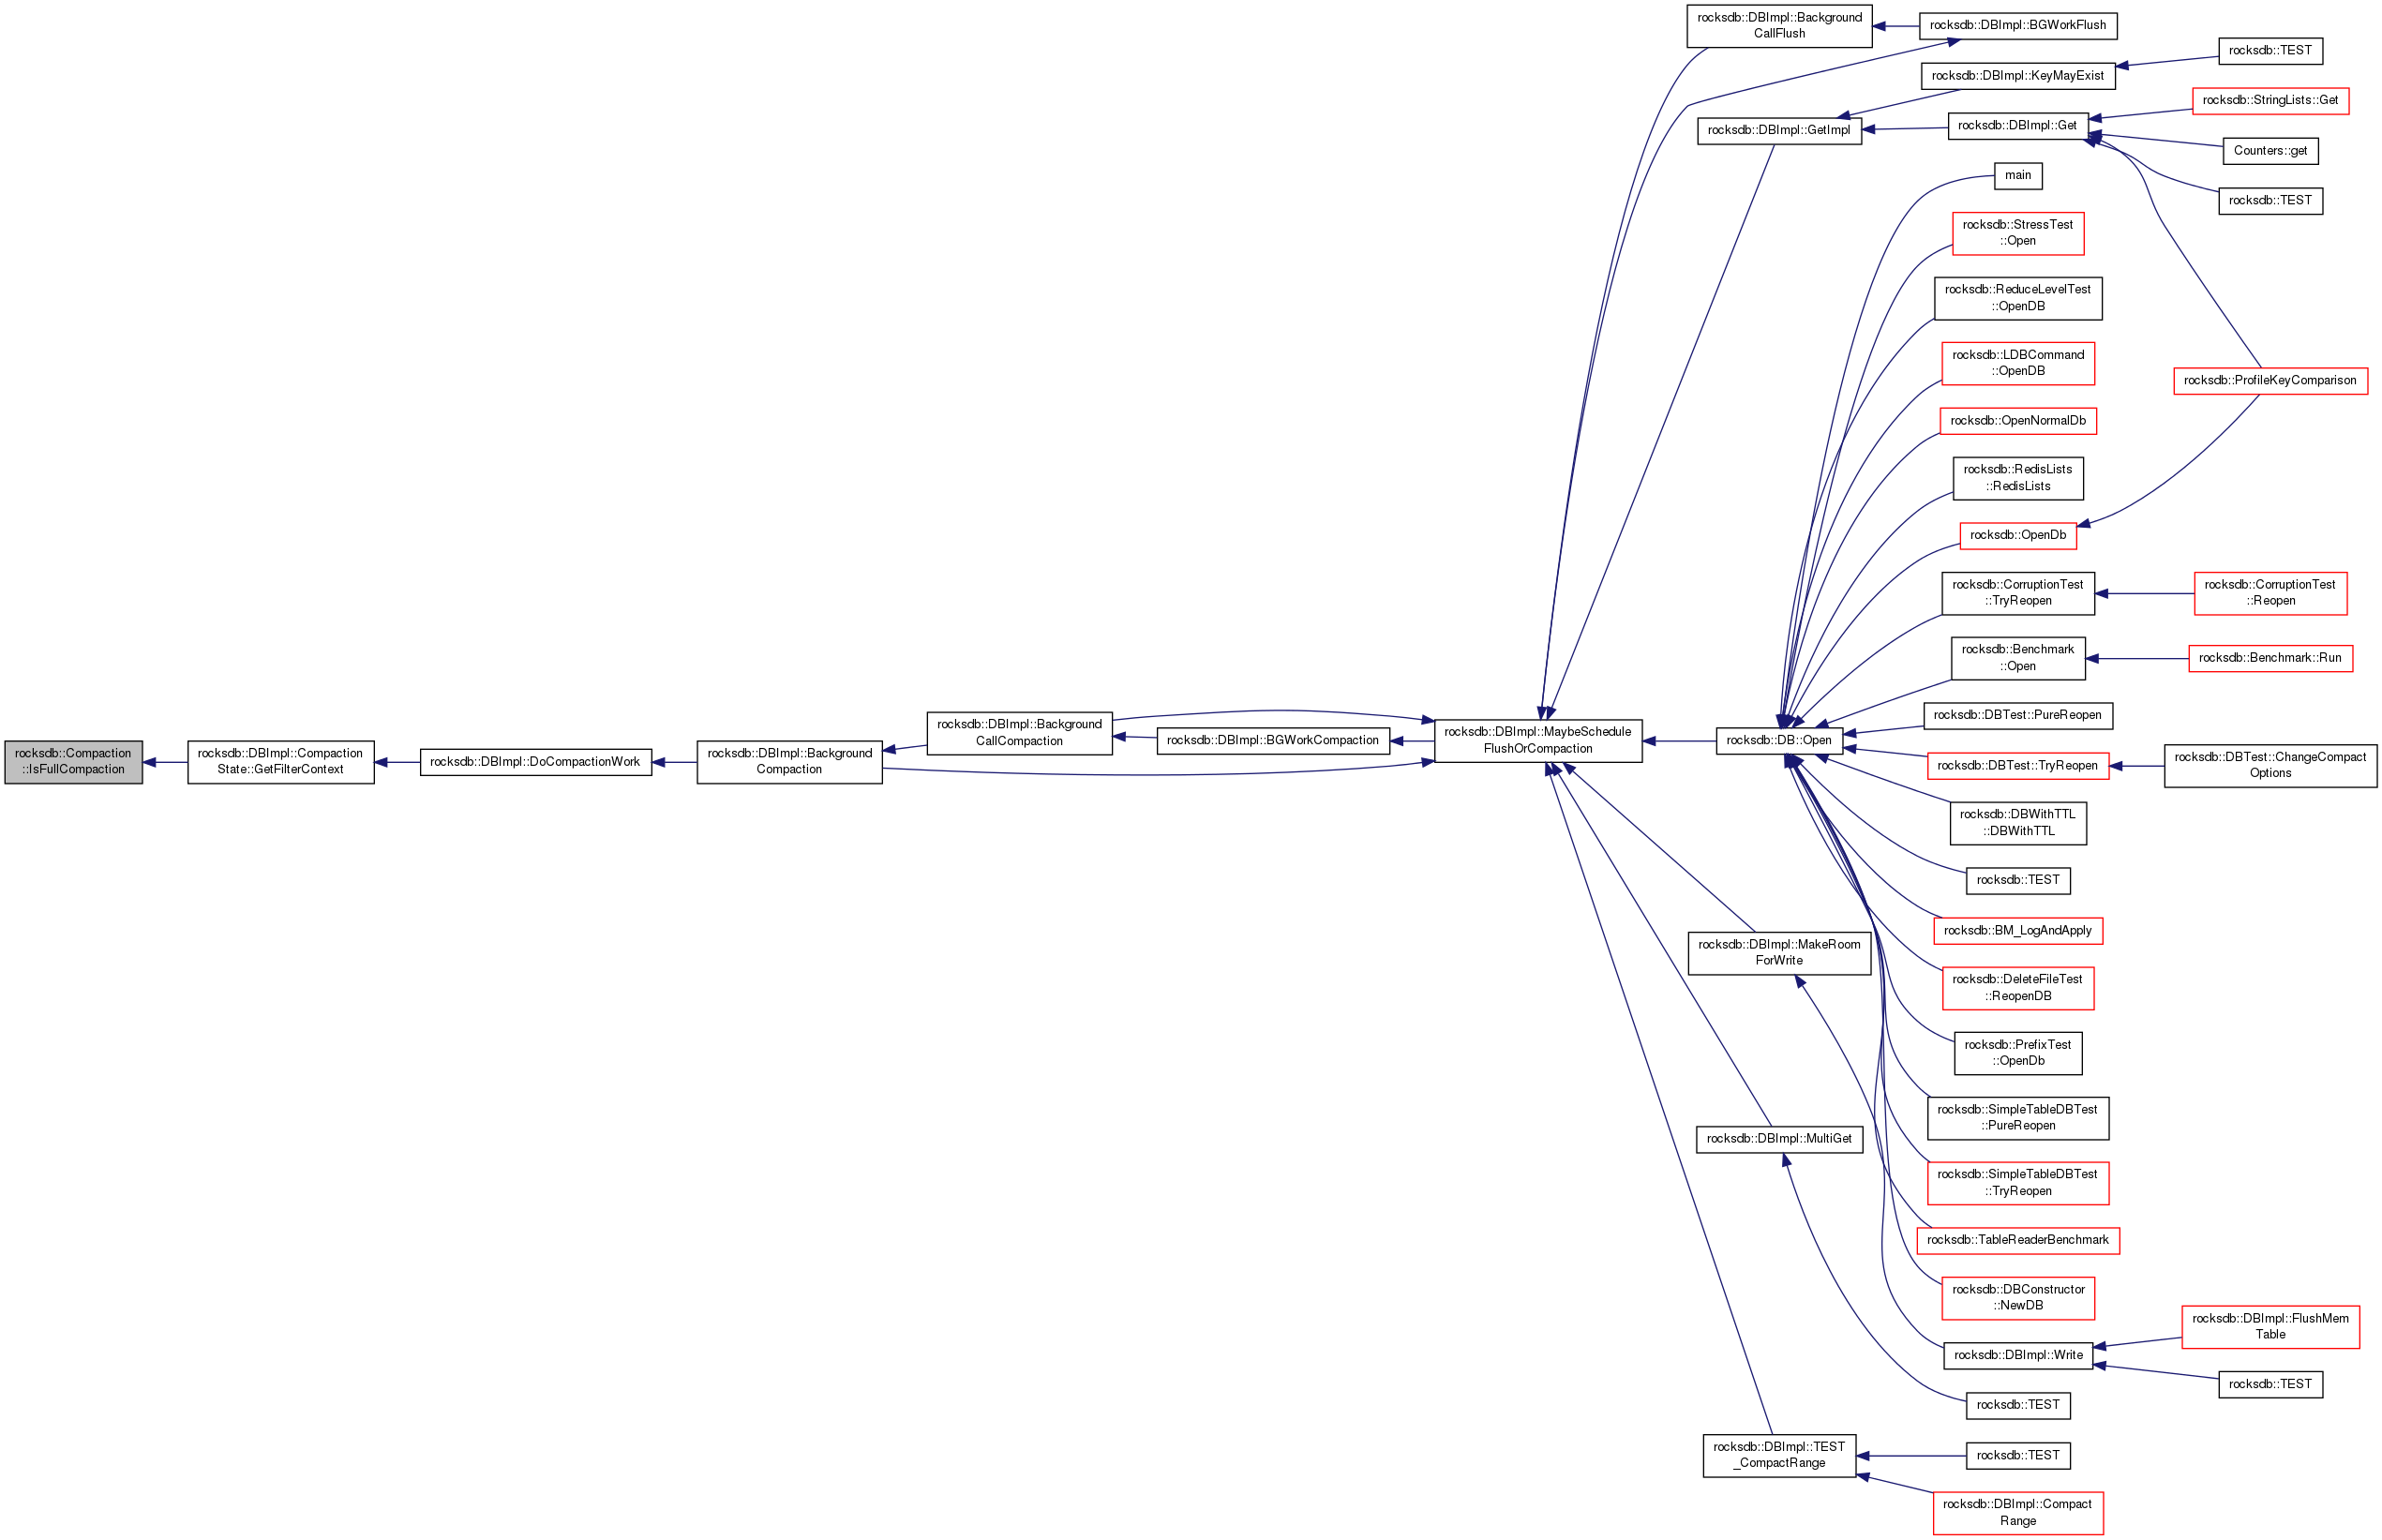 rocksdb::Compaction
::IsFullCompaction
rocksdb::DBImpl::Compaction
State::GetFilterContext
rocksdb::DBImpl::DoCompactionWork
rocksdb::DBImpl::Background
Compaction
rocksdb::DBImpl::Background
CallCompaction
rocksdb::DBImpl::BGWorkCompaction
rocksdb::DBImpl::MaybeSchedule
FlushOrCompaction
rocksdb::DBImpl::Background
CallFlush
rocksdb::DBImpl::BGWorkFlush
rocksdb::DBImpl::GetImpl
rocksdb::DBImpl::KeyMayExist
rocksdb::TEST
rocksdb::DBImpl::Get
rocksdb::StringLists::Get
Counters::get
rocksdb::TEST
rocksdb::ProfileKeyComparison
rocksdb::DB::Open
main
rocksdb::StressTest
::Open
rocksdb::ReduceLevelTest
::OpenDB
rocksdb::LDBCommand
::OpenDB
rocksdb::OpenNormalDb
rocksdb::RedisLists
::RedisLists
rocksdb::OpenDb
rocksdb::CorruptionTest
::TryReopen
rocksdb::CorruptionTest
::Reopen
rocksdb::Benchmark
::Open
rocksdb::Benchmark::Run
rocksdb::DBTest::PureReopen
rocksdb::DBTest::TryReopen
rocksdb::DBTest::ChangeCompact
Options
rocksdb::DBWithTTL
::DBWithTTL
rocksdb::TEST
rocksdb::BM_LogAndApply
rocksdb::DeleteFileTest
::ReopenDB
rocksdb::PrefixTest
::OpenDb
rocksdb::SimpleTableDBTest
::PureReopen
rocksdb::SimpleTableDBTest
::TryReopen
rocksdb::TableReaderBenchmark
rocksdb::DBConstructor
::NewDB
rocksdb::DBImpl::MakeRoom
ForWrite
rocksdb::DBImpl::Write
rocksdb::DBImpl::FlushMem
Table
rocksdb::TEST
rocksdb::DBImpl::MultiGet
rocksdb::TEST
rocksdb::DBImpl::TEST
_CompactRange
rocksdb::TEST
rocksdb::DBImpl::Compact
Range